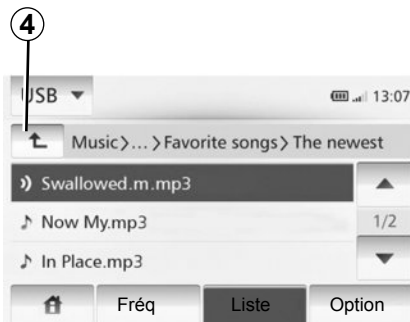 4
USB 13:07
Music>...>Favorite songs>The newest
Swallowed.m.mp3
Now My.mp3 1/2
In Place.mp3
Fréq Liste Option